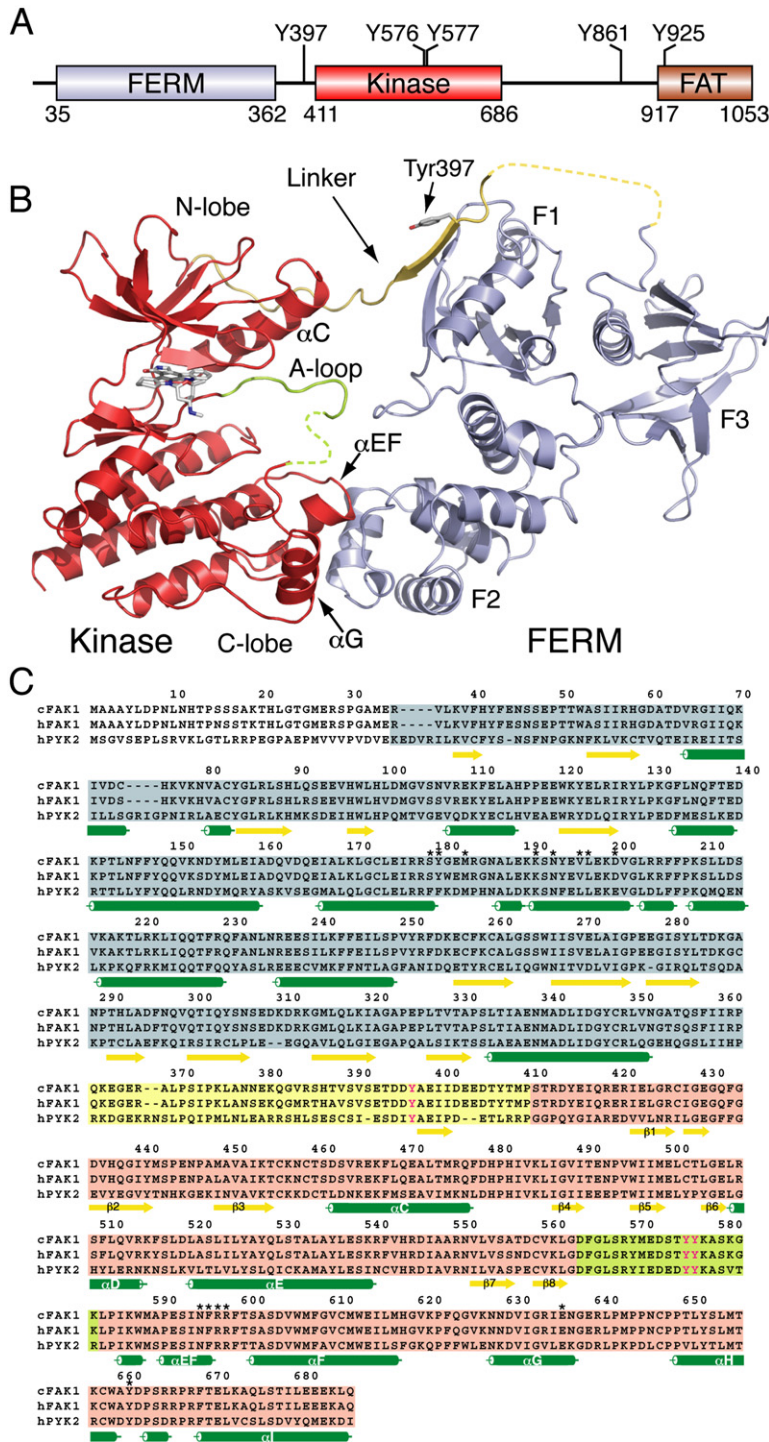 A
Y397 Y576 Y577 Y861 Y925
FERM Kinase FAT
35 362 411 686 917 1053
B
Tyr397
Linker
N-lobe
F1
αC
A-loop
F3
αEF
F2
Kinase C-lobe αG FERM
C
10 20 30 40 50 60 70
cFAK1 MAAAYLDPNLNHTPSSSAKTHLGTGMERSPGAMER----VLKVFHYFENSSEPTTWASIIRHGDATDVRGIIQK
hFAK1 MAAAYLDPNLNHTPNSSTKTHLGTGMERSPGAMER----VLKVFHYFESNSEPTTWASIIRHGDATDVRGIIQK
hPYK2 MSGVSEPLSRVKLGTLRRPEGPAEPMVVVPVDVEKEDVRILKVCFYS-NSFNPGKNFKLVKCTVQTEIREIITS
80 90 100 110 120 130 140
cFAK1 IVDC----HKVKNVACYGLRLSHLQSEEVHWLHLDMGVSNVREKFELAHPPEEWKYELRIRYLPKGFLNQFTED
hFAK1 IVDS----HKVKNVACYGFRLSHLRSEEVHWLHVDMGVSSVREKYELAHPPEEWKYELRIRYLPKGFLNQFTED
hPYK2 ILLSGRIGPNIRLAECYGLRLKHMKSDEIHWLHPQMTVGEVQDKYECLHVEAEWRYDLQIRYLPEDFMESLKED
150 160 170 180 190 200 210
** * * * ** *
cFAK1 KPTLNFFYQQVKNDYMLEIADQVDQEIALKLGCLEIRRSYGEMRGNALEKKSNYEVLEKDVGLRRFFPKSLLDS
hFAK1 KPTLNFFYQQVKSDYMLEIADQVDQEIALKLGCLEIRRSYWEMRGNALEKKSNYEVLEKDVGLKRFFPKSLLDS
hPYK2 RTTLLYFYQQLRNDYMQRYASKVSEGMALQLGCLELRRFFKDMPHNALDKKSNFELLEKEVGLDLFFPKQMQEN
220 230 240 250 260 270 280
cFAK1 VKAKTLRKLIQQTFRQFANLNREESILKFFEILSPVYRFDKECFKCALGSSWIISVELAIGPEEGISYLTDKGA
hFAK1 VKAKTLRKLIQQTFRQFANLNREESILKFFEILSPVYRFDKECFKCALGSSWIISVELAIGPEEGISYLTDKGC
hPYK2 LKPKQFRKMIQQTFQQYASLREEECVMKFFNTLAGFANIDQETYRCELIQGWNITVDLVIGPK-GIRQLTSQDA
290 300 310 320 330 340 350 360
cFAK1 NPTHLADFNQVQTIQYSNSEDKDRKGMLQLKIAGAPEPLTVTAPSLTIAENMADLIDGYCRLVNGATQSFIIRP
hFAK1 NPTHLADFTQVQTIQYSNSEDKDRKGMLQLKIAGAPEPLTVTAPSLTIAENMADLIDGYCRLVNGTSQSFIIRP
hPYK2 KPTCLAEFKQIRSIRCLPLE--EGQAVLQLGIEGAPQALSIKTSSLAEAENMADLIDGYCRLQGEHQGSLIIHP
370 380 390 400 410 420 430
cFAK1 QKEGER--ALPSIPKLANNEKQGVRSHTVSVSETDDYAEIIDEEDTYTMPSTRDYEIQRERIELGRCIGEGQFG
hFAK1 QKEGER--ALPSIPKLANSEKQGMRTHAVSVSETDDYAEIIDEEDTYTMPSTRDYEIQRERIELGRCIGEGQFG
hPYK2 RKDGEKRNSLPQIPMLNLEARRSHLSESCSI-ESDIYAEIPD--ETLRRPGGPQYGIAREDVVLNRILGEGFFG
β1
440 450 460 470 480 490 500
cFAK1 DVHQGIYMSPENPAMAVAIKTCKNCTSDSVREKFLQEALTMRQFDHPHIVKLIGVITENPVWIIMELCTLGELR
hFAK1 DVHQGIYMSPENPALAVAIKTCKNCTSDSVREKFLQEALTMRQFDHPHIVKLIGVITENPVWIIMELCTLGELR
hPYK2 EVYEGVYTNHKGEKINVAVKTCKKDCTLDNKEKFMSEAVIMKNLDHPHIVKLIGIIEEEPTWIIMELYPYGELG
β2 β3 αC β4 β5 β6
510 520 530 540 550 560 570 580
cFAK1 SFLQVRKFSLDLASLILYAYQLSTALAYLESKRFVHRDIAARNVLVSATDCVKLGDFGLSRYMEDSTYYKASKG
hFAK1 SFLQVRKYSLDLASLILYAYQLSTALAYLESKRFVHRDIAARNVLVSSNDCVKLGDFGLSRYMEDSTYYKASKG
hPYK2 HYLERNKNSLKVLTLVLYSLQICKAMAYLESINCVHRDIAVRNILVASPECVKLGDFGLSRYIEDEDYYKASVT
αD αE β7 β8
590 600 610 620 630 640 650
**** *
cFAK1 KLPIKWMAPESINFRRFTSASDVWMFGVCMWEILMHGVKPFQGVKNNDVIGRIENGERLPMPPNCPPTLYSLMT
hFAK1 KLPIKWMAPESINFRRFTSASDVWMFGVCMWEILMHGVKPFQGVKNNDVIGRIENGERLPMPPNCPPTLYSLMT
hPYK2 RLPIKWMSPESINFRRFTTASDVWMFAVCMWEILSFGKQPFFWLENKDVIGVLEKGDRLPKPDLCPPVLYTLMT
αEF αF αG αH
660 670 680
*
cFAK1 KCWAYDPSRRPRFTELKAQLSTILEEEKLQ
hFAK1 KCWAYDPSRRPRFTELKAQLSTILEEEKAQ
hPYK2 RCWDYDPSDRPRFTELVCSLSDVYQMEKDI
αI